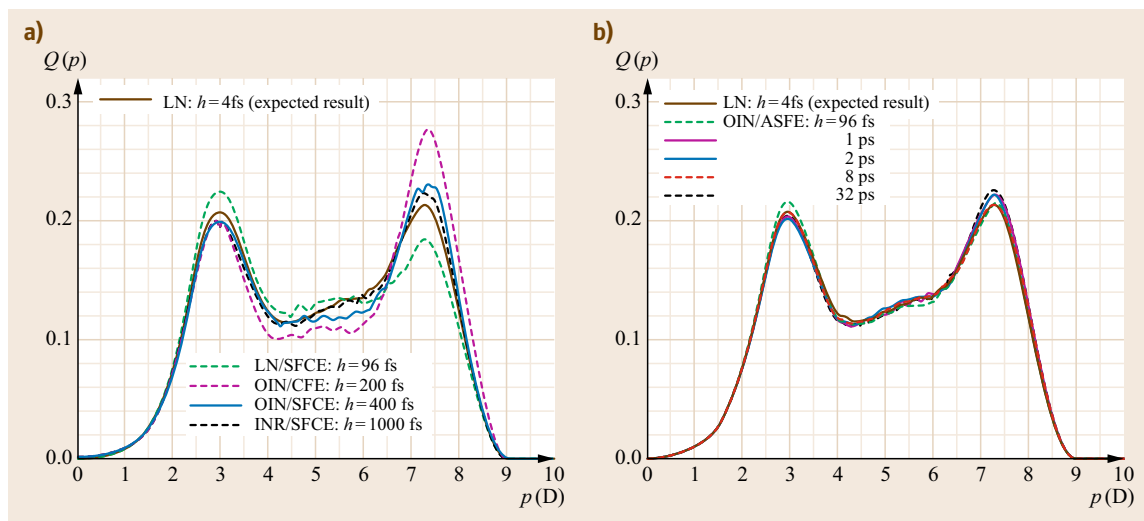 a)
Q(p)
0.3
0.2
0.1
0.0
LN: h=4fs (expected result)
LN/SFCE: h=96 fs
OIN/CFE: h=200 fs
OIN/SFCE: h=400 fs
INR/SFCE: h=1000 fs
0 1 2 3 4 5 6 7 8 9 10
p(D)
b)
Q(p)
0.3
0.2
0.1
0.0
LN: h=4fs (expected result)
OIN/ASFE: h=96 fs
1 ps
2 ps
8 ps
32 ps
0 1 2 3 4 5 6 7 8 9 10
p(D)